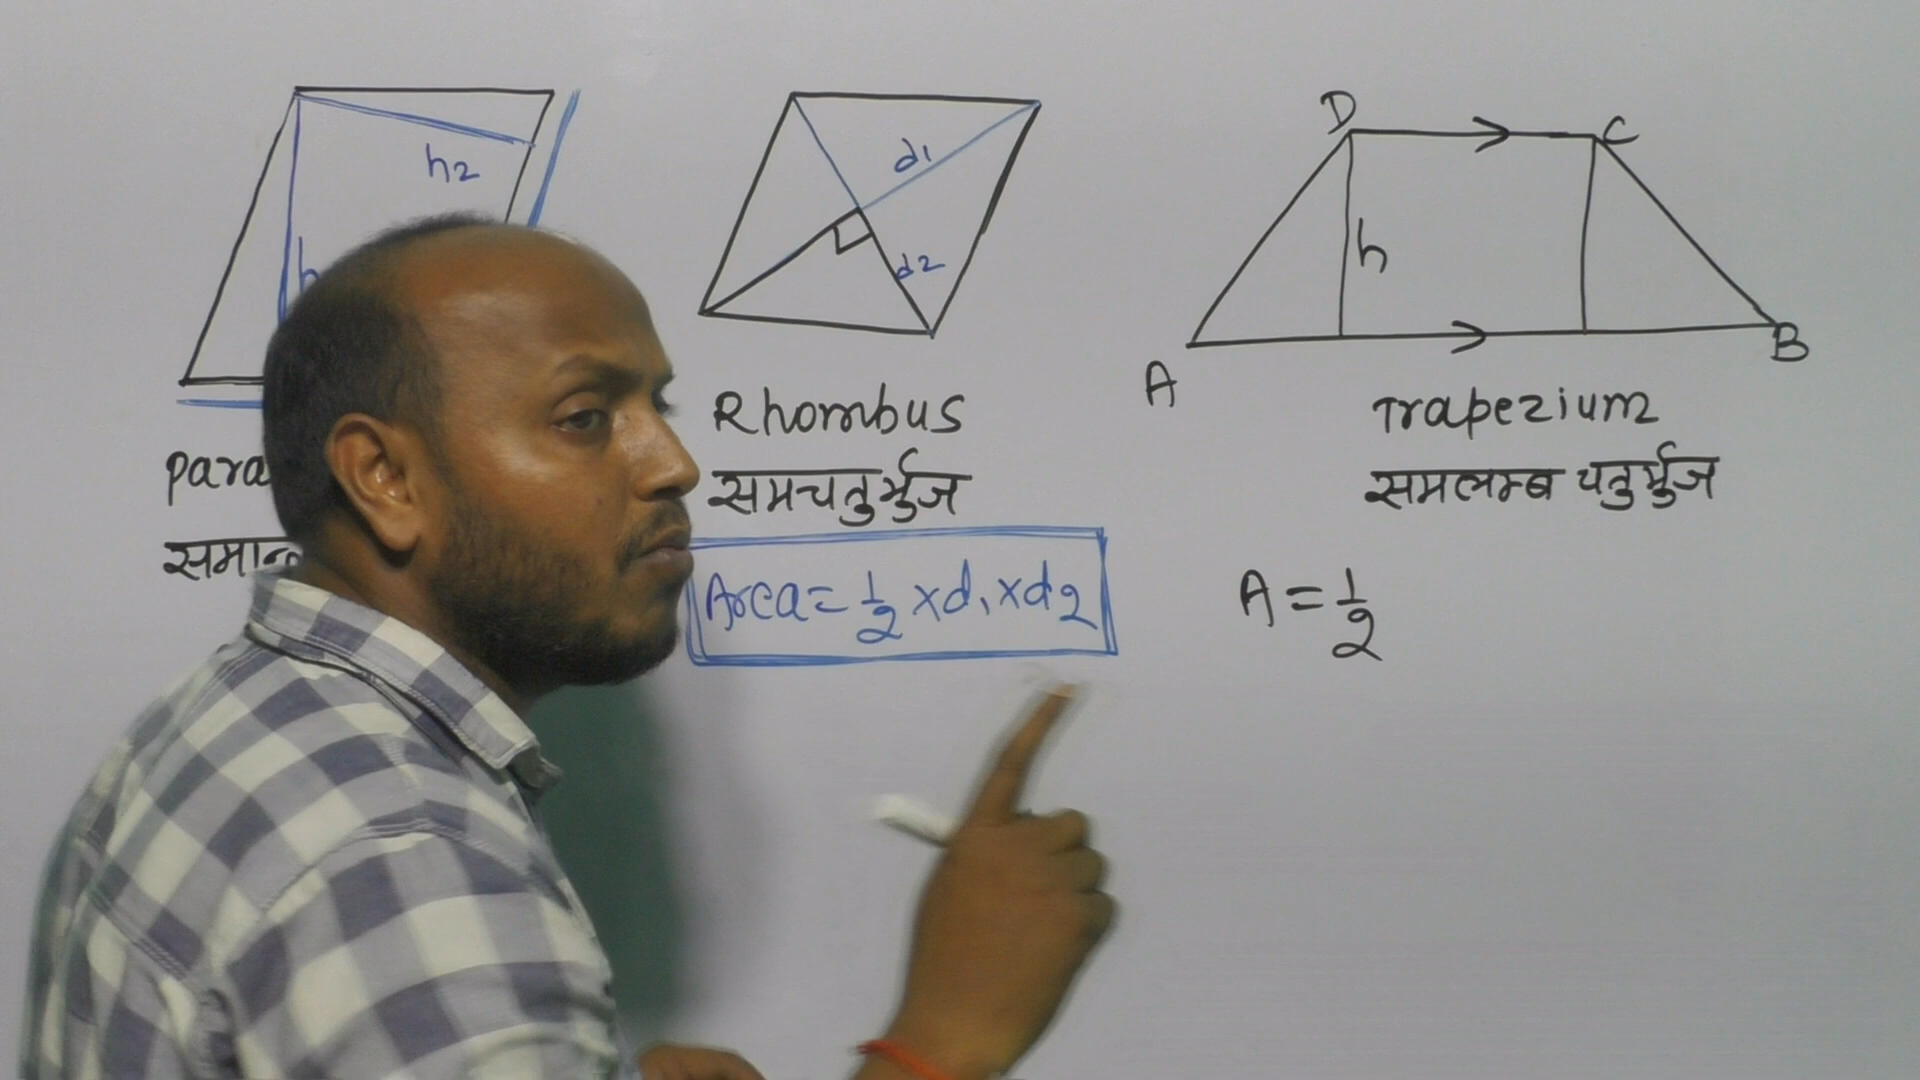 h2
d1
d2
D
C
h
A
B
Rhombus
समचतुर्भुज
Area = 1/2 × d1 × d2
Trapezium
समलम्ब चतुर्भुज
A = 1/2